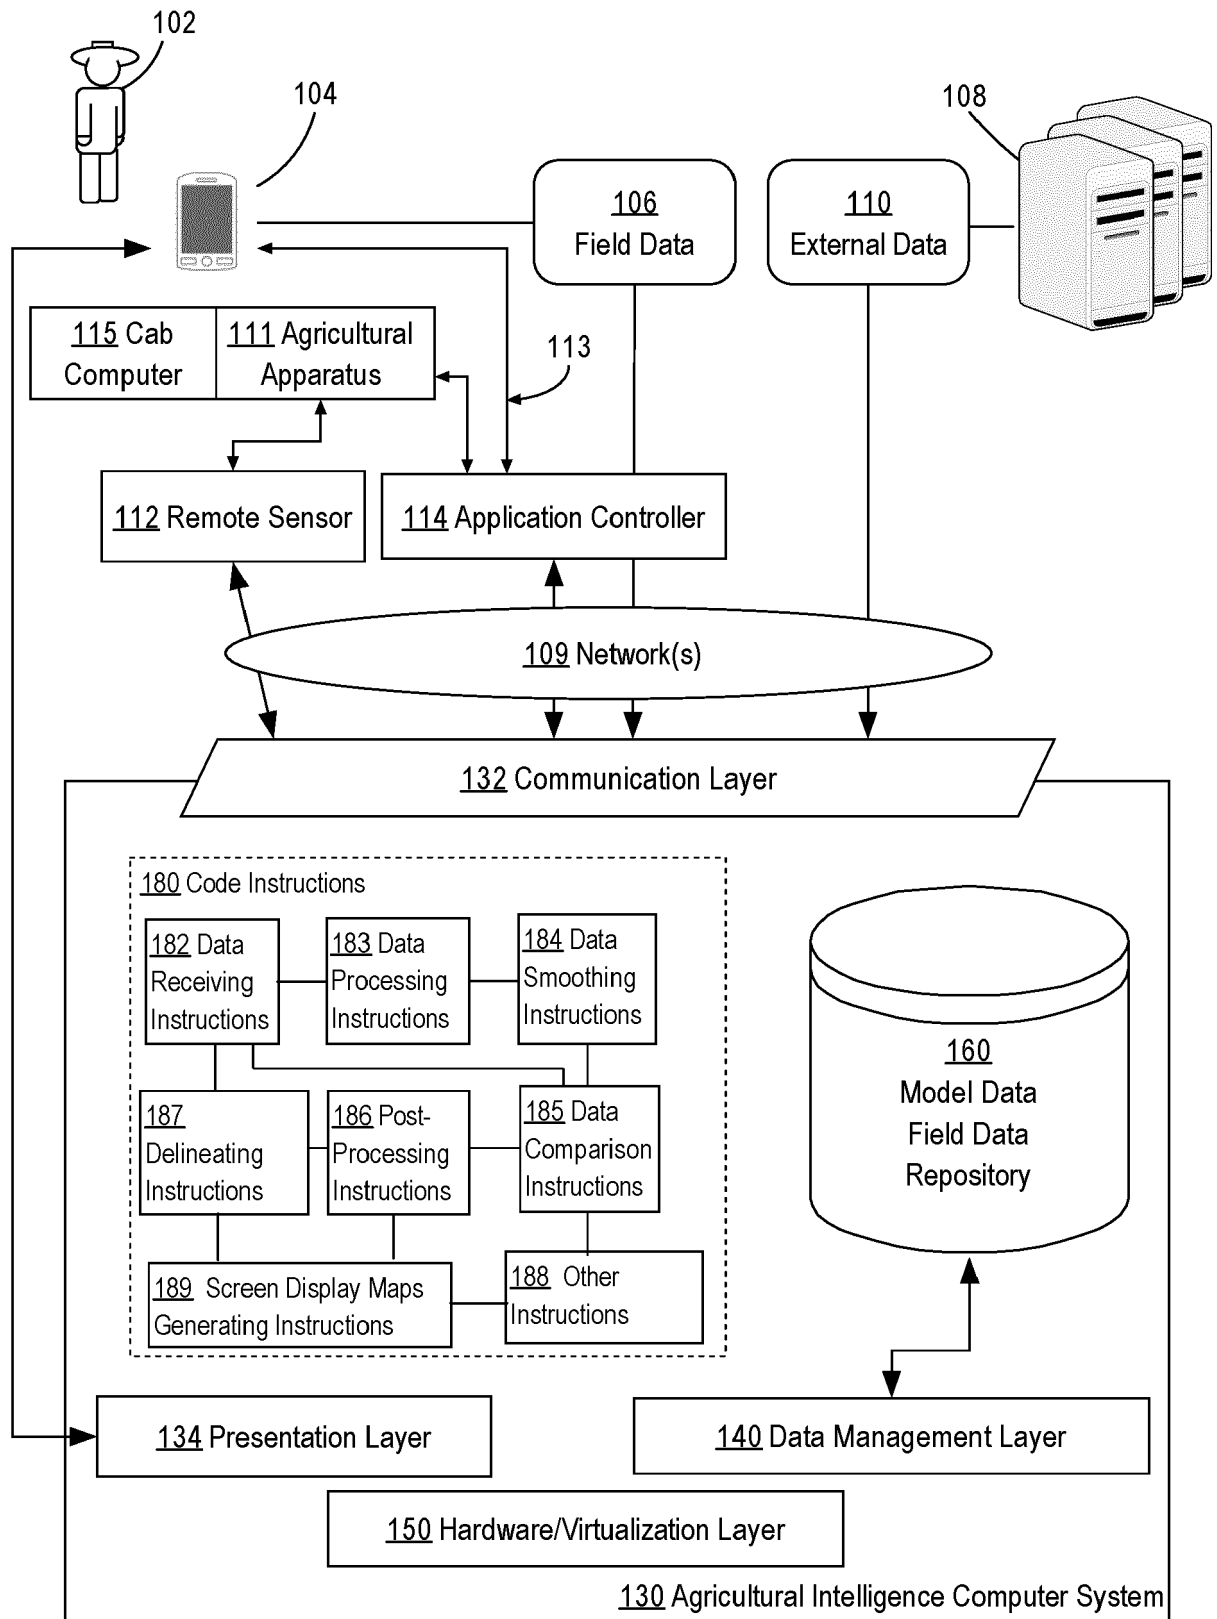 102
104
108
106
Field Data
110
External Data
115 Cab
Computer
111 Agricultural
Apparatus
113
112 Remote Sensor
114 Application Controller
109 Network(s)
132 Communication Layer
180 Code Instructions
182 Data
Receiving
Instructions
183 Data
Processing
Instructions
184 Data
Smoothing
Instructions
187
Delineating
Instructions
186 Post-
Processing
Instructions
185 Data
Comparison
Instructions
189 Screen Display Maps
Generating Instructions
188 Other
Instructions
160
Model Data
Field Data
Repository
134 Presentation Layer
140 Data Management Layer
150 Hardware/Virtualization Layer
130 Agricultural Intelligence Computer System